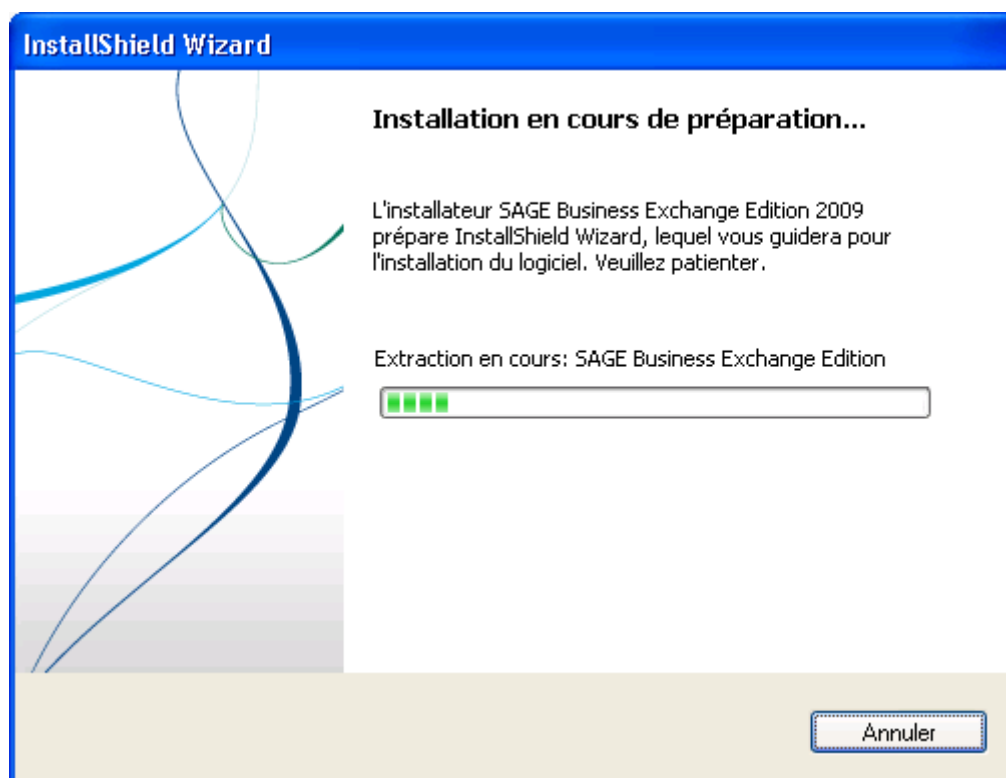 InstallShield Wizard
Installation en cours de préparation...
L'installateur SAGE Business Exchange Edition 2009
prépare InstallShield Wizard, lequel vous guidera pour
l'installation du logiciel. Veuillez patienter.
Extraction en cours: SAGE Business Exchange Edition
Annuler